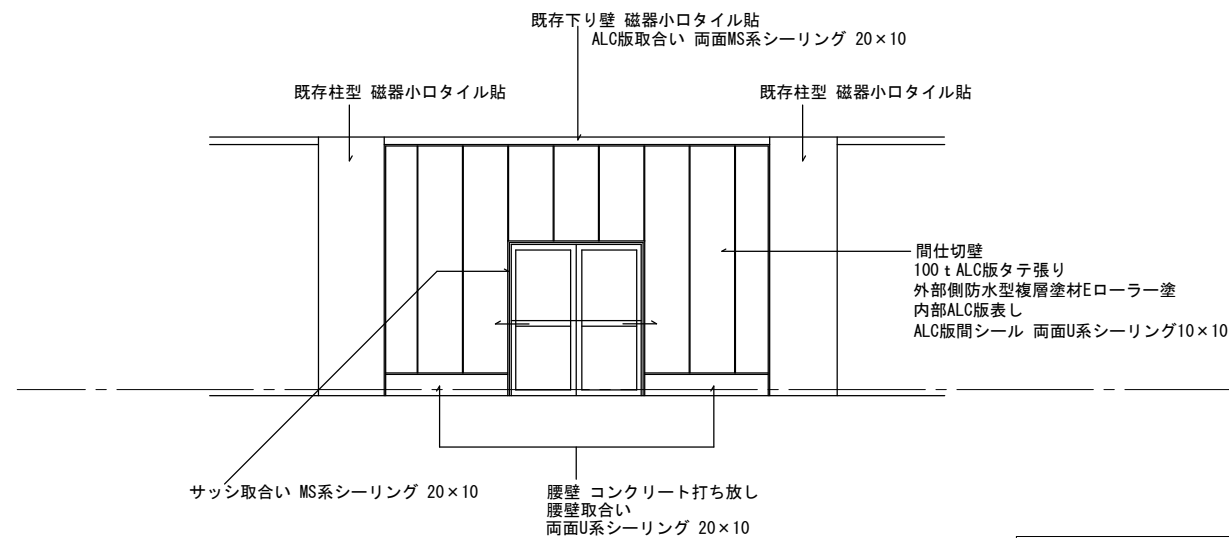 既存下り壁 磁器小口タイル貼
ALC版取合い 両面MS系シーリング 20×10
既存柱型 磁器小口タイル貼
既存柱型 磁器小口タイル貼
間仕切壁
100ｔALC版タテ張り
外部側防水型複層塗材Eローラー塗
内部ALC版表し
ALC版間シール 両面U系シーリング10×10
サッシ取合い MS系シーリング 20×10
腰壁 コンクリート打ち放し
腰壁取合い
両面U系シーリング 20×10